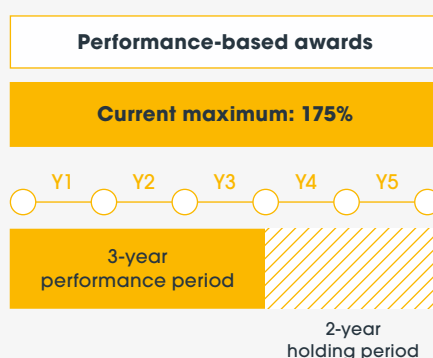 Performance-based awards
Current maximum: 175%
Y1 Y2 Y3 Y4 Y5
3-year
performance period
2-year
holding period